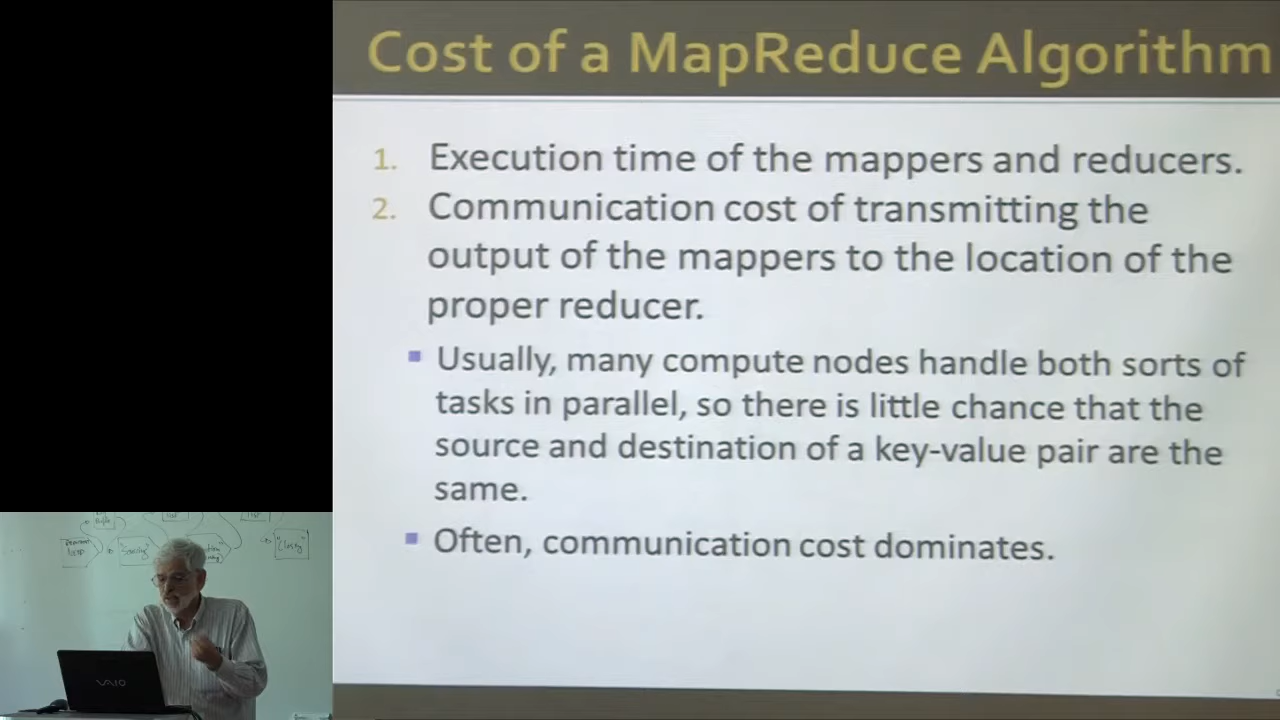 Cost of a MapReduce Algorithm
1. Execution time of the mappers and reducers.
2. Communication cost of transmitting the
output of the mappers to the location of the
proper reducer.
Usually, many compute nodes handle both sorts of
tasks in parallel, so there is little chance that the
source and destination of a key-value pair are the
same.
Often, communication cost dominates.
VAIO